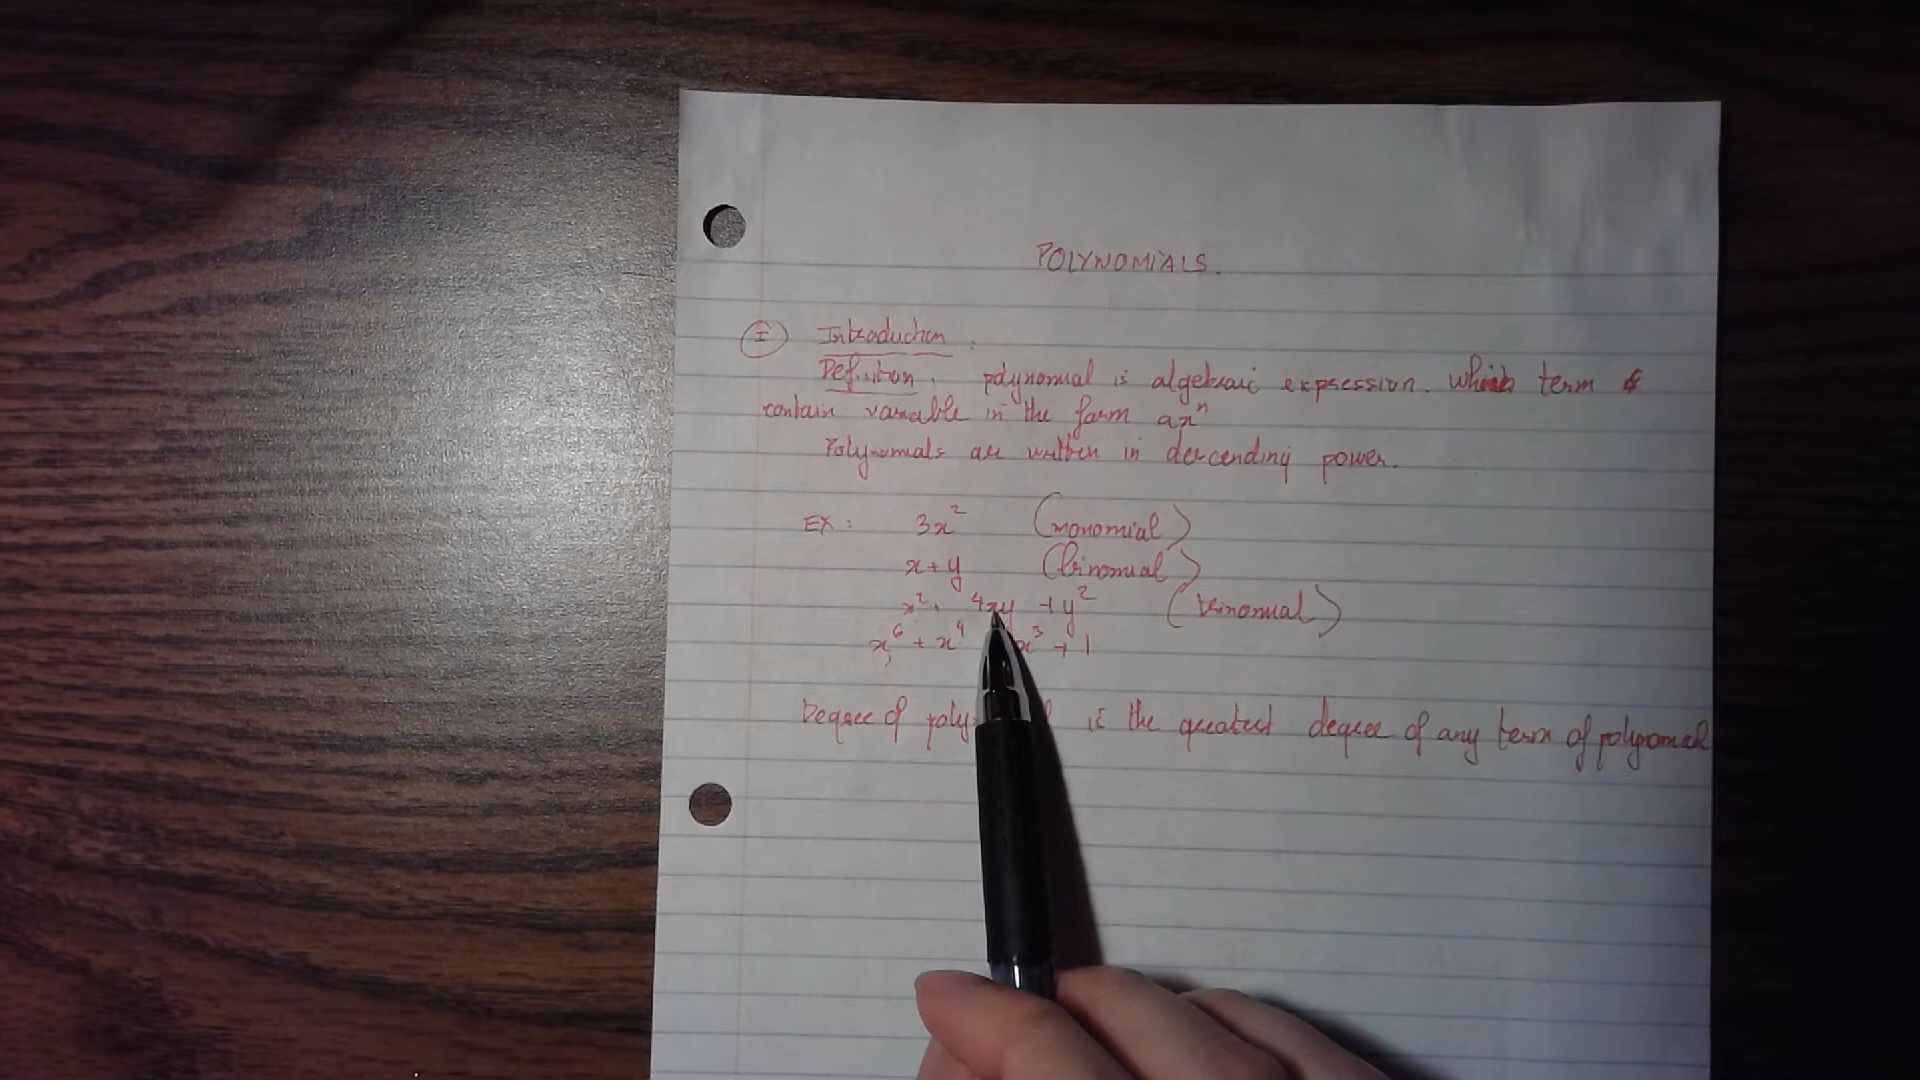 POLYNOMIALS.
I Introduction.
Definition. polynomial is algebraic expression. which term
contain variable in the form axⁿ
Polynomials are written in descending power.
EX: 3x² (monomial)
x+y (binomial)
x² 4xy + y² (trinomial)
x⁶ + x⁴ x³ + 1
Degree of is the greatest degree of any term of polynomial